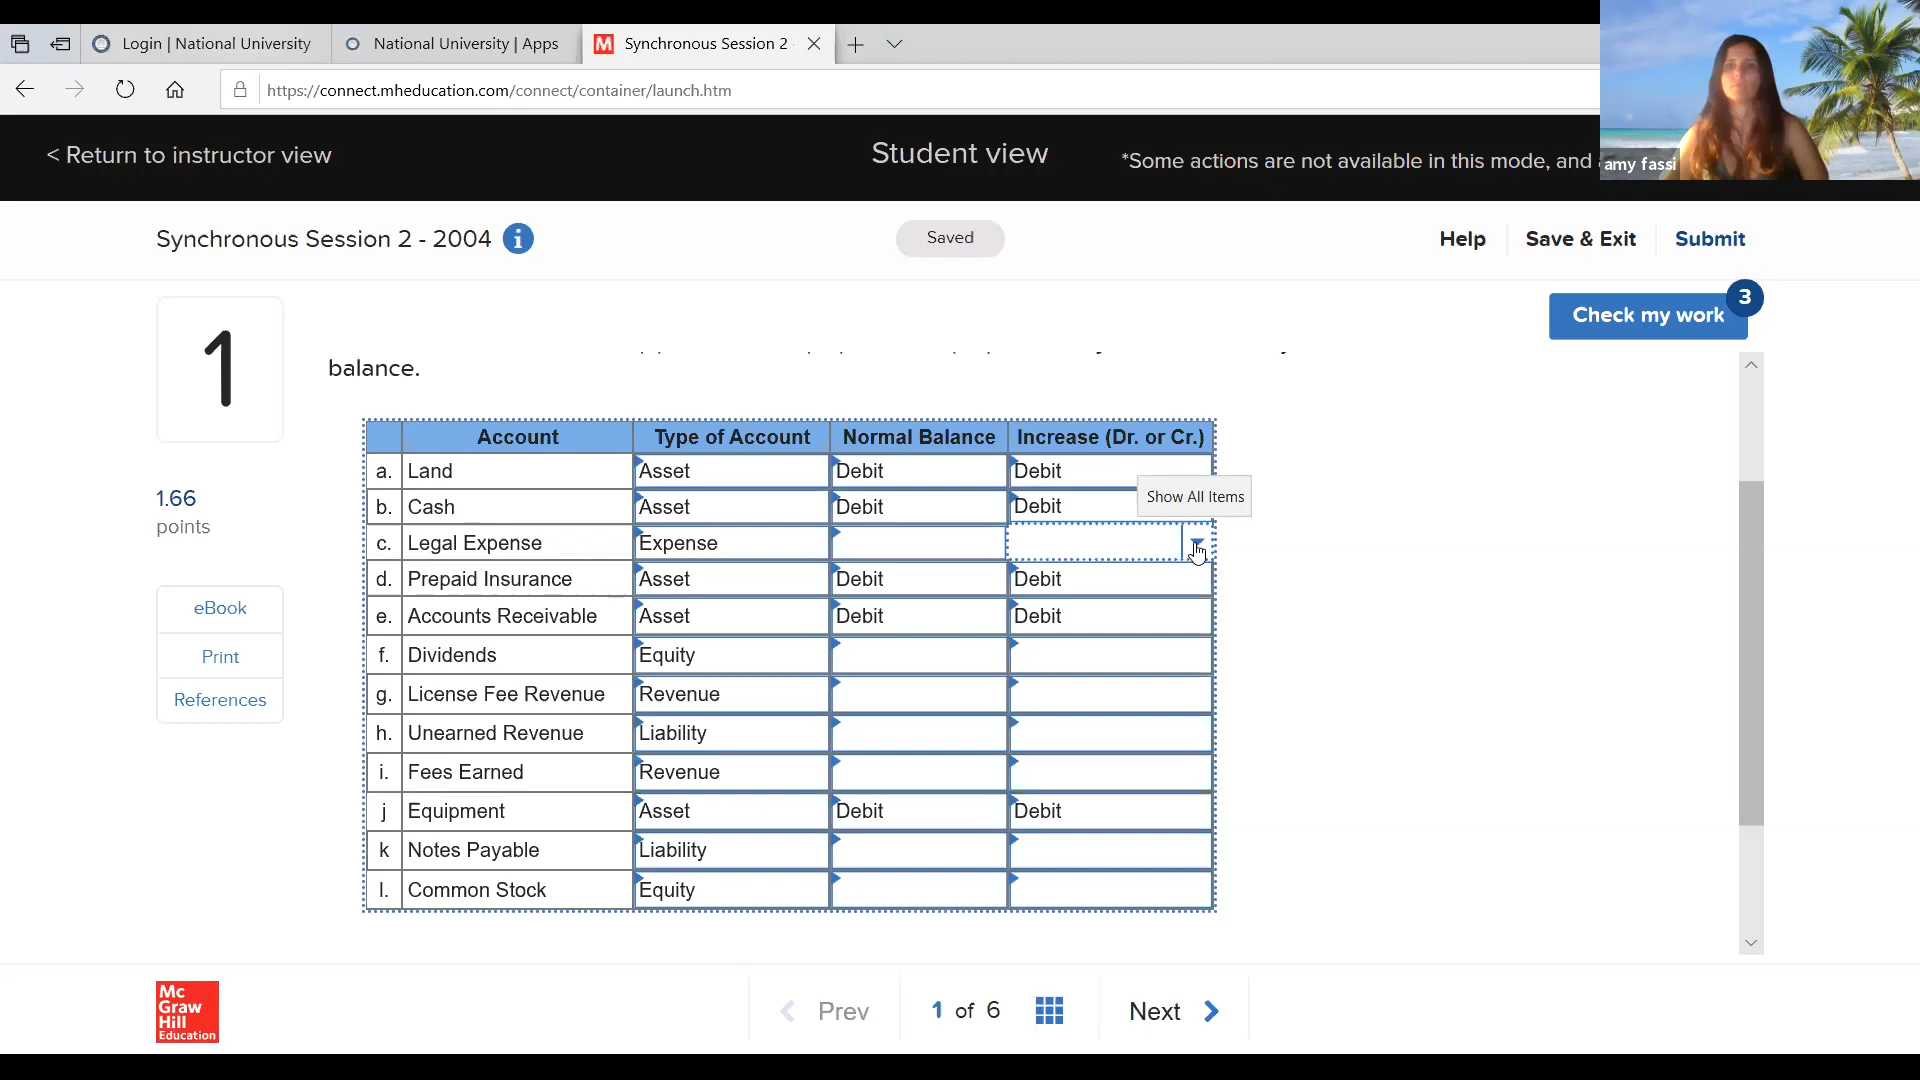 Login | National University
National University | Apps
Synchronous Session 2
https://connect.mheducation.com/connect/container/launch.htm
amy fassi
< Return to instructor view
Student view
*Some actions are not available in this mode, and
Synchronous Session 2 - 2004
Saved
Help
Save & Exit
Submit
Check my work
3
1
balance.
1.66
points
eBook
Print
References
Account Type of Account Normal Balance Increase (Dr. or Cr.)
a. Land Asset Debit Debit
Show All Items
b. Cash Asset Debit Debit
c. Legal Expense Expense
d. Prepaid Insurance Asset Debit Debit
e. Accounts Receivable Asset Debit Debit
f. Dividends Equity
g. License Fee Revenue Revenue
h. Unearned Revenue Liability
i. Fees Earned Revenue
j Equipment Asset Debit Debit
k Notes Payable Liability
l. Common Stock Equity
Mc
Graw
Hill
Education
Prev
1 of 6
Next